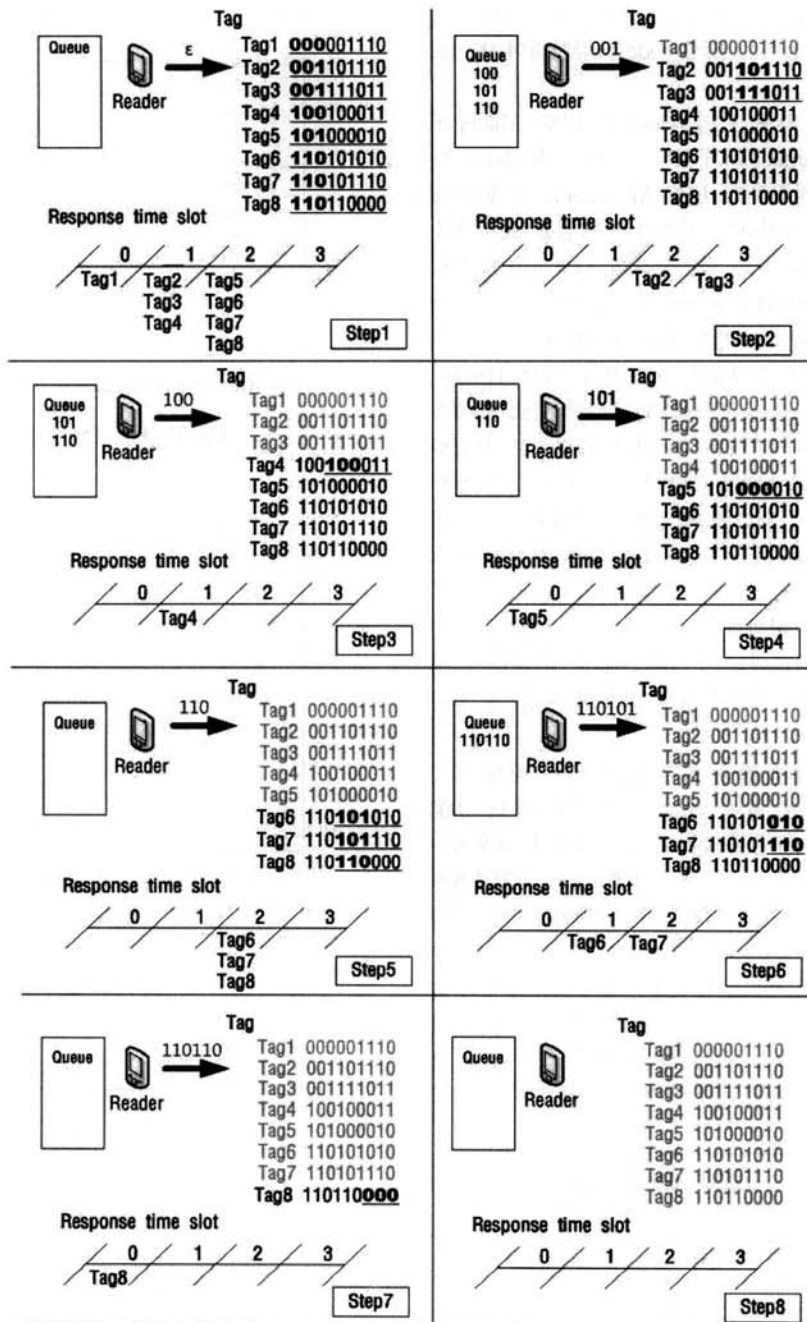 Tag
Queue
ε
Reader
Tag1 000001110
Tag2 001101110
Tag3 001111011
Tag4 100100011
Tag5 101000010
Tag6 110101010
Tag7 110101110
Tag8 110110000
Response time slot
0 1 2 3
Tag1 Tag2 Tag5
Tag3 Tag6
Tag4 Tag7
Tag8
Step1
Tag
Queue
100
101
110
001
Reader
Tag1 000001110
Tag2 001101110
Tag3 001111011
Tag4 100100011
Tag5 101000010
Tag6 110101010
Tag7 110101110
Tag8 110110000
Response time slot
0 1 2 3
Tag2 Tag3
Step2
Tag
Queue
101
110
100
Reader
Tag1 000001110
Tag2 001101110
Tag3 001111011
Tag4 100100011
Tag5 101000010
Tag6 110101010
Tag7 110101110
Tag8 110110000
Response time slot
0 1 2 3
Tag4
Step3
Tag
Queue
110
101
Reader
Tag1 000001110
Tag2 001101110
Tag3 001111011
Tag4 100100011
Tag5 101000010
Tag6 110101010
Tag7 110101110
Tag8 110110000
Response time slot
0 1 2 3
Tag5
Step4
Tag
Queue
110
Reader
Tag1 000001110
Tag2 001101110
Tag3 001111011
Tag4 100100011
Tag5 101000010
Tag6 110101010
Tag7 110101110
Tag8 110110000
Response time slot
0 1 2 3
Tag6
Tag7
Tag8
Step5
Tag
Queue
110110
110101
Reader
Tag1 000001110
Tag2 001101110
Tag3 001111011
Tag4 100100011
Tag5 101000010
Tag6 110101010
Tag7 110101110
Tag8 110110000
Response time slot
0 1 2 3
Tag6 Tag7
Step6
Tag
Queue
110110
Reader
Tag1 000001110
Tag2 001101110
Tag3 001111011
Tag4 100100011
Tag5 101000010
Tag6 110101010
Tag7 110101110
Tag8 110110000
Response time slot
0 1 2 3
Tag8
Step7
Tag
Queue
Reader
Tag1 000001110
Tag2 001101110
Tag3 001111011
Tag4 100100011
Tag5 101000010
Tag6 110101010
Tag7 110101110
Tag8 110110000
Response time slot
0 1 2 3
Step8